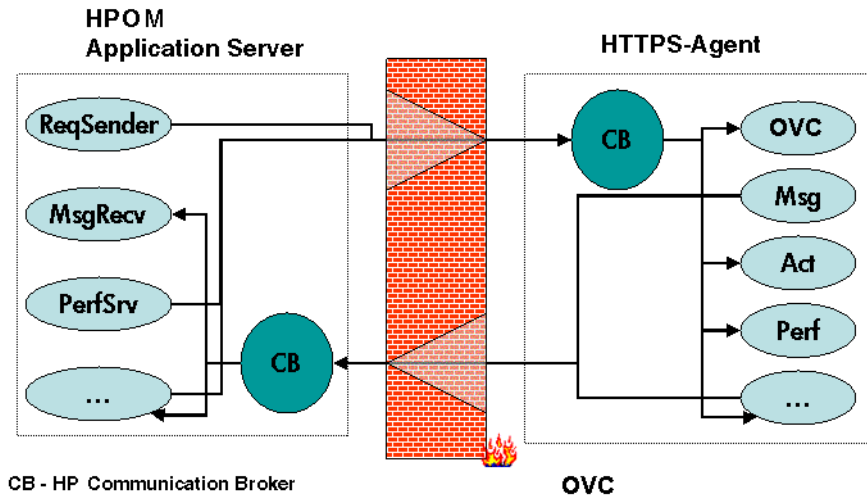 HPOM
Application Server
HTTPS-Agent
ReqSender
CB
OVC
MsgRecv
Msg
Act
PerfSrv
CB
Perf
...
...
CB - HP Communication Broker
OVC